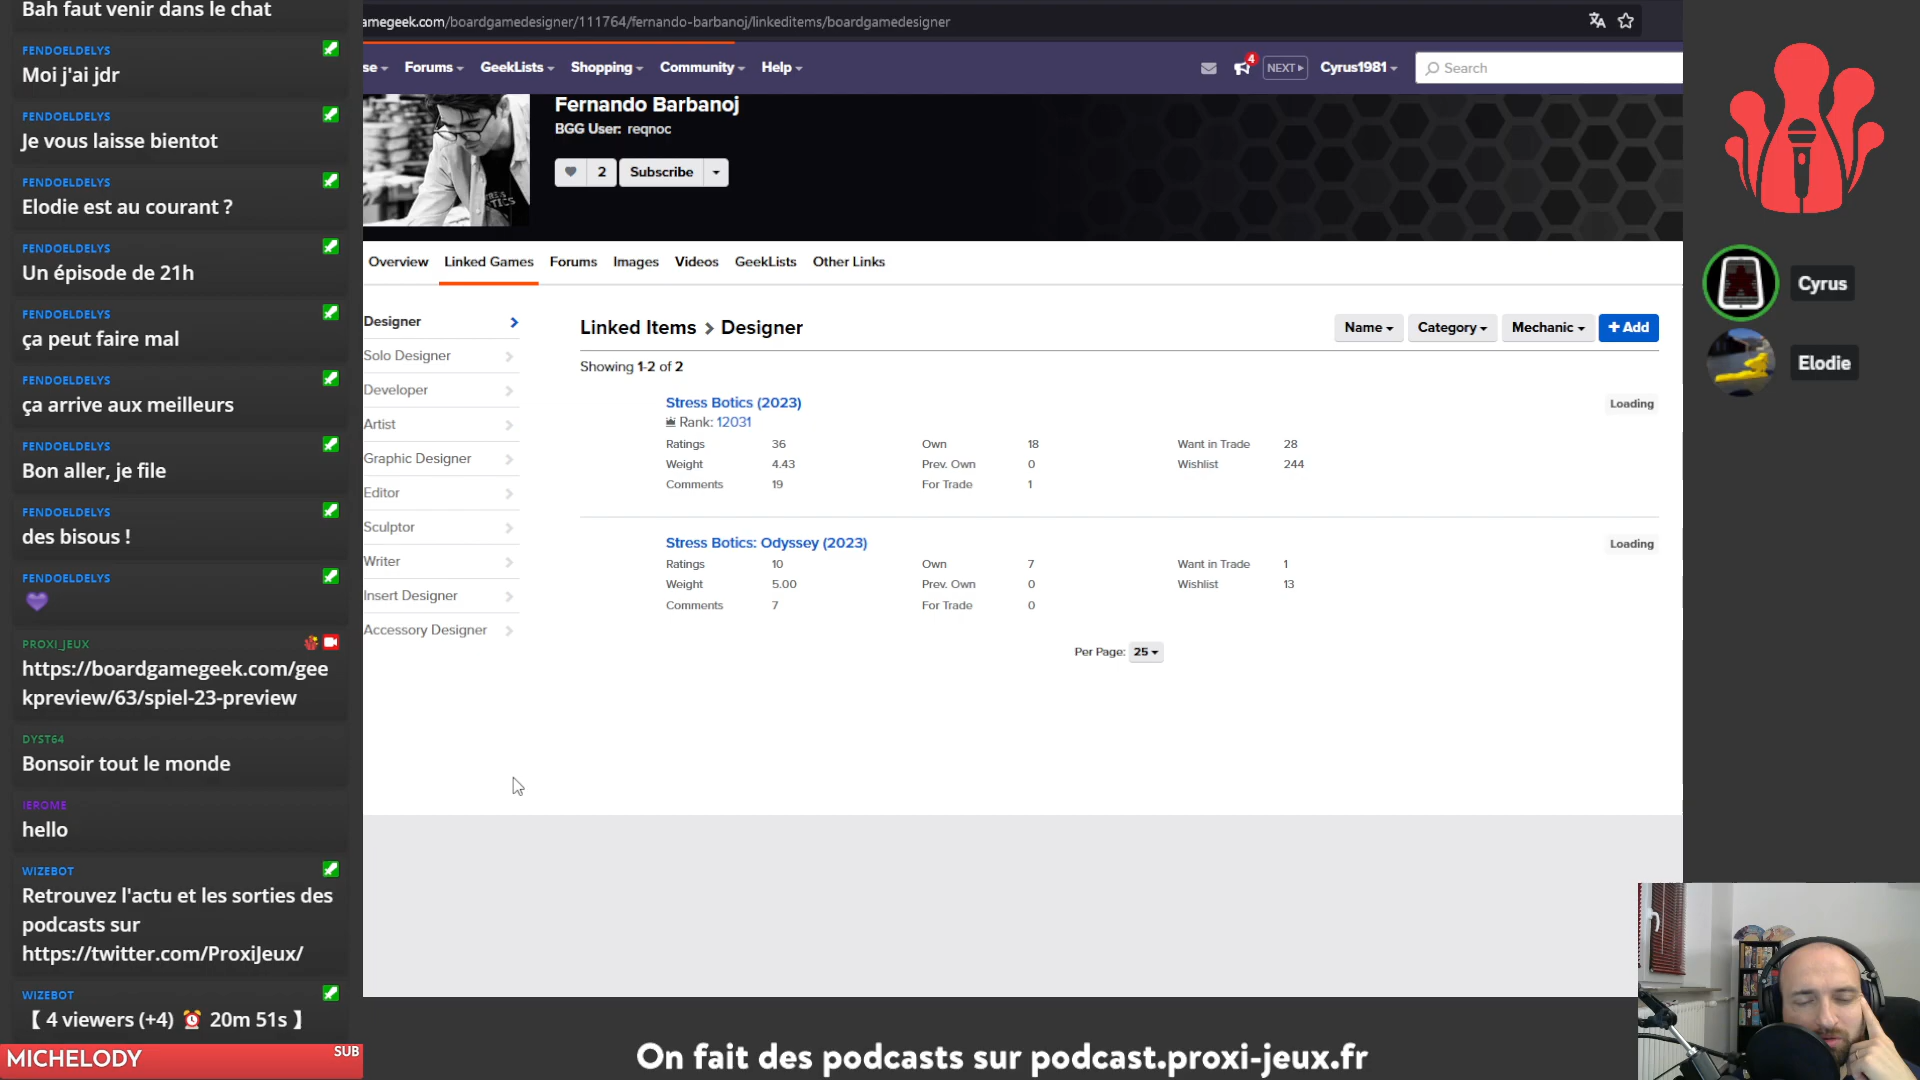 Bah faut venir dans le chat
FENDOELDELYS
Moi j'ai jdr
FENDOELDELYS
Je vous laisse bientot
FENDOELDELYS
Elodie est au courant ?
FENDOELDELYS
Un épisode de 21h
FENDOELDELYS
ça peut faire mal
FENDOELDELYS
ça arrive aux meilleurs
FENDOELDELYS
Bon aller, je file
FENDOELDELYS
des bisous !
FENDOELDELYS
PROXI_JEUX
https://boardgamegeek.com/gee
kpreview/63/spiel-23-preview
DYST64
Bonsoir tout le monde
IEROME
hello
WIZEBOT
Retrouvez l'actu et les sorties des
podcasts sur
https://twitter.com/ProxiJeux/
WIZEBOT
【 4 viewers (+4) ⏰ 20m 51s 】
MICHELODY SUB
amegeek.com/boardgamedesigner/111764/fernando-barbanoj/linkeditems/boardgamedesigner
se Forums GeekLists Shopping Community Help 4 NEXT Cyrus1981 Search
Fernando Barbanoj
BGG User: reqnoc
2 Subscribe
Overview Linked Games Forums Images Videos GeekLists Other Links
Designer
Solo Designer
Developer
Artist
Graphic Designer
Editor
Sculptor
Writer
Insert Designer
Accessory Designer
Linked Items > Designer Name Category Mechanic + Add
Showing 1-2 of 2
Stress Botics (2023) Loading
Rank: 12031
Ratings 36 Own 18 Want in Trade 28
Weight 4.43 Prev. Own 0 Wishlist 244
Comments 19 For Trade 1
Stress Botics: Odyssey (2023) Loading
Ratings 10 Own 7 Want in Trade 1
Weight 5.00 Prev. Own 0 Wishlist 13
Comments 7 For Trade 0
Per Page: 25
Cyrus
Elodie
On fait des podcasts sur podcast.proxi-jeux.fr